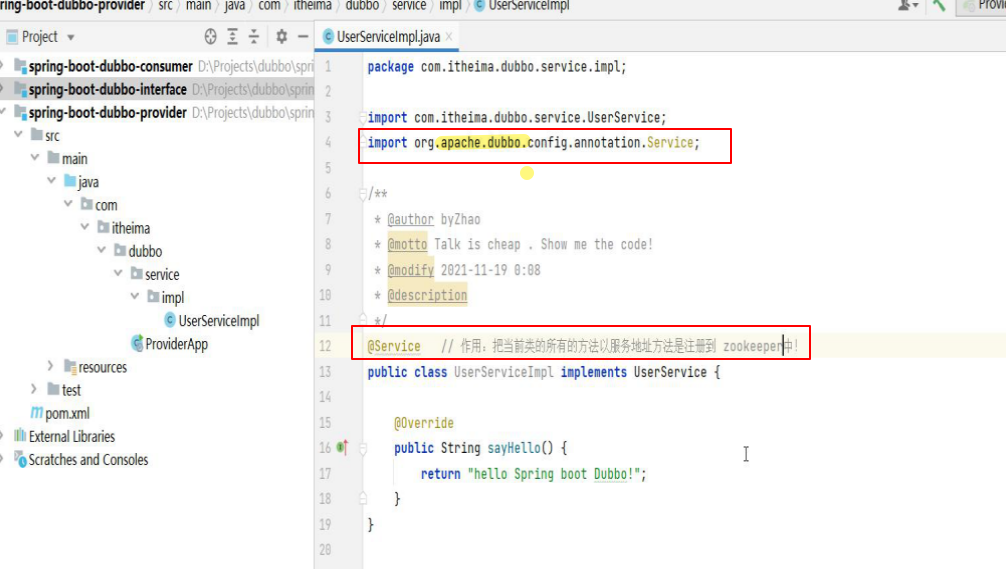 ring-boot-dubbo-provider › src › main › java › com › itheima › dubbo › service › impl › UserServiceImpl
Project
UserServiceImpl.java
spring-boot-dubbo-consumer D:\Projects\dubbo\spri
spring-boot-dubbo-interface D:\Projects\dubbo\spring
spring-boot-dubbo-provider D:\Projects\dubbo\spring
src
main
java
com
itheima
dubbo
service
impl
UserServiceImpl
ProviderApp
resources
test
pom.xml
External Libraries
Scratches and Consoles
1 package com.itheima.dubbo.service.impl;
2
3 import com.itheima.dubbo.service.UserService;
4 import org.apache.dubbo.config.annotation.Service;
5
6 /**
7 * @author byZhao
8 * @motto Talk is cheap . Show me the code!
9 * @modify 2021-11-19 0:08
10 * @description
11 */
12 @Service // 作用：把当前类的所有的方法以服务地址方法是注册到 zookeeper中!
13 public class UserServiceImpl implements UserService {
14
15 @Override
16 public String sayHello() {
17 return "hello Spring boot Dubbo!";
18 }
19 }
20